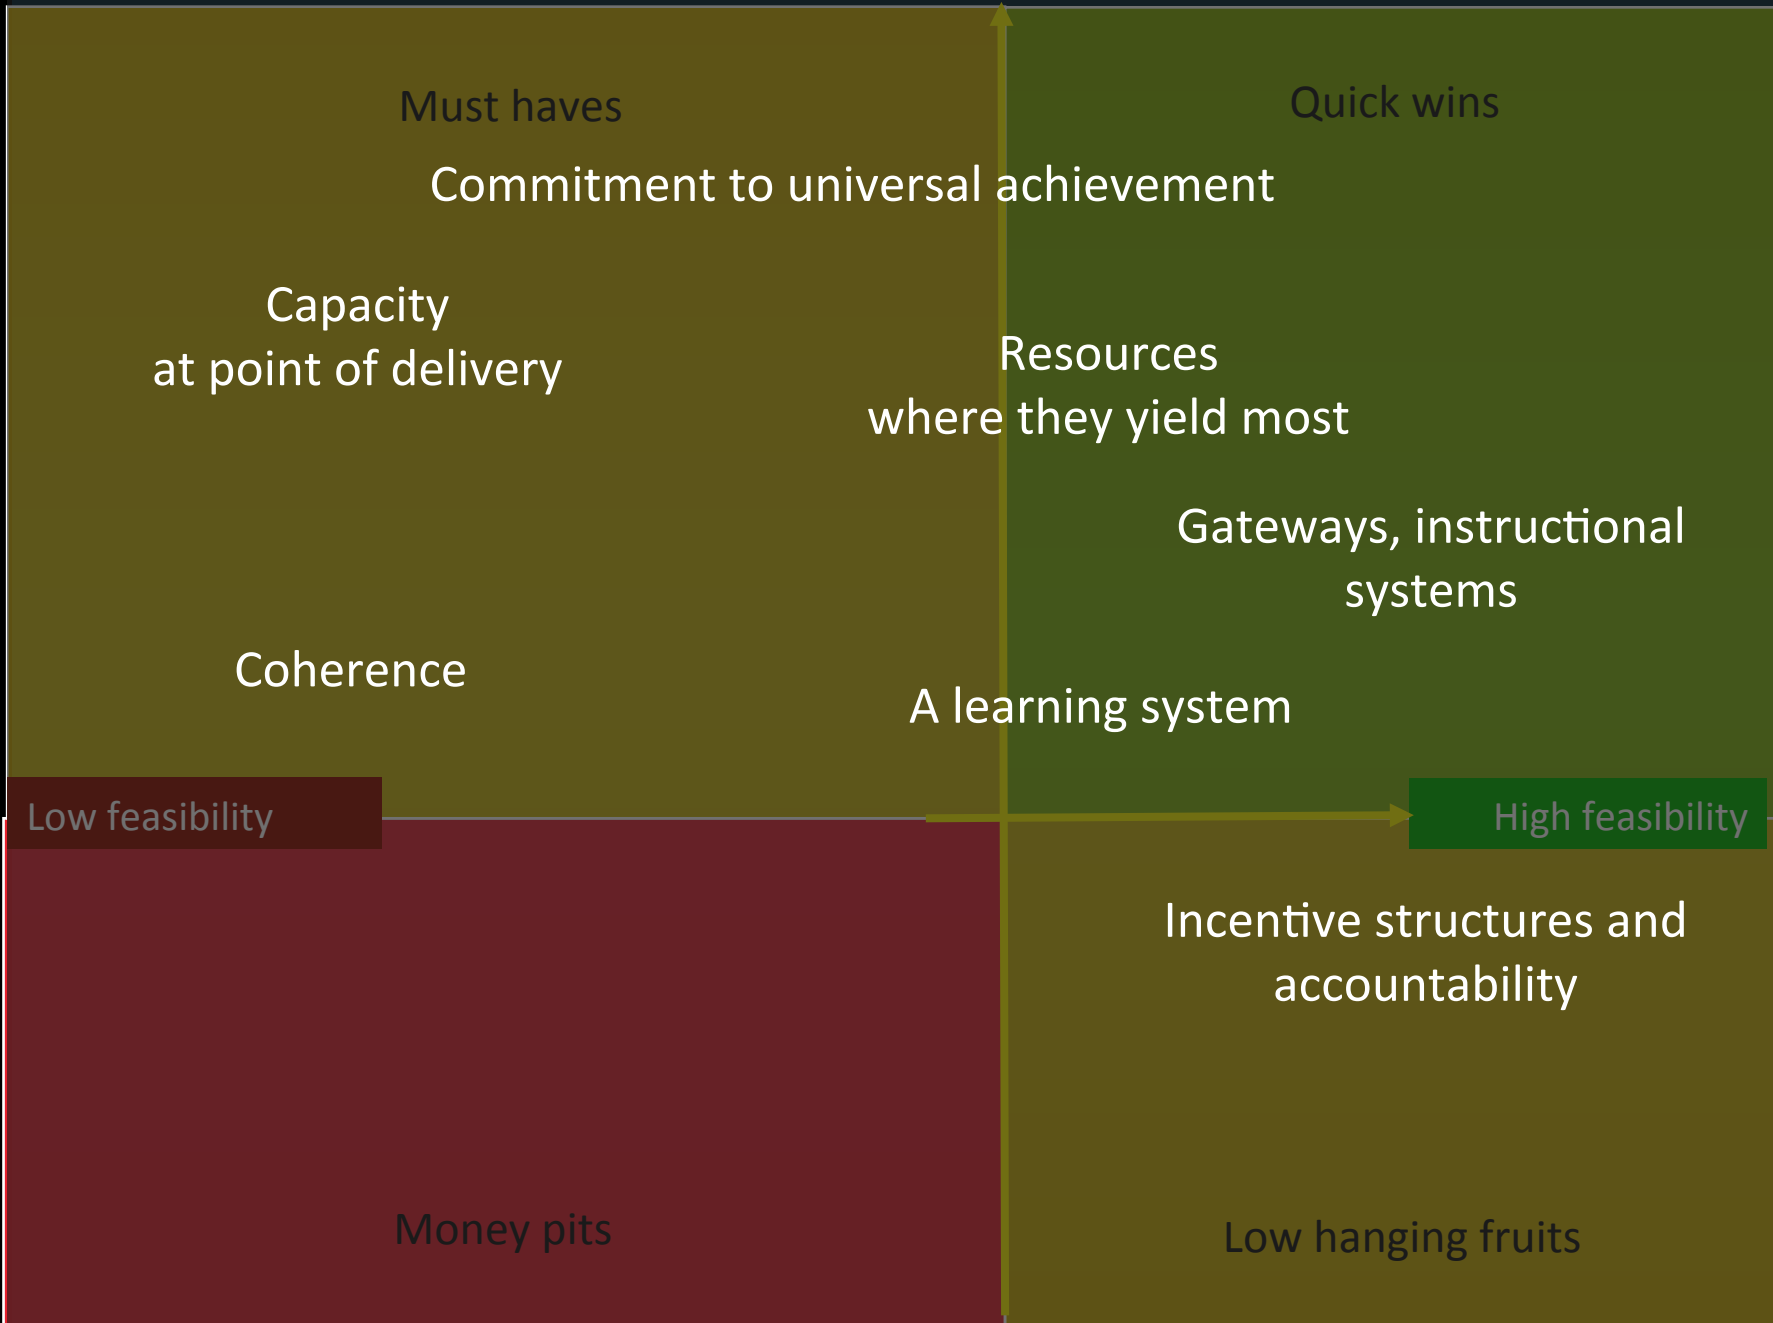 Must haves
Quick wins
Commitment to universal achievement
Capacity
at point of delivery
Resources
where they yield most
Gateways, instructional
systems
Coherence
A learning system
Low feasibility
High feasibility
Incentive structures and
accountability
Money pits
Low hanging fruits